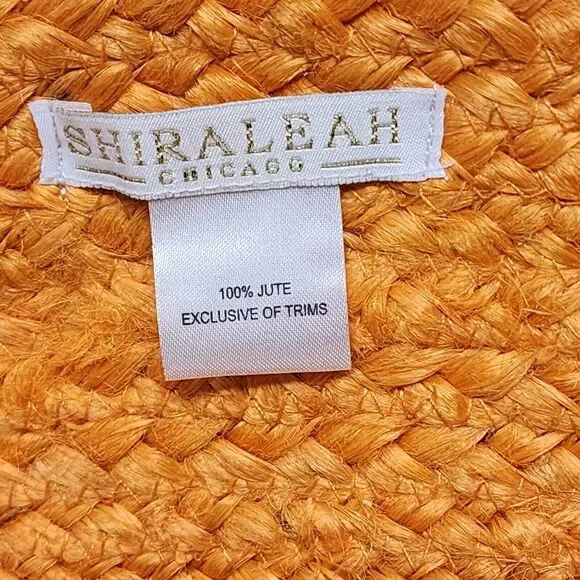 SHIRALEAH
CHICAGO
100% JUTE
EXCLUSIVE OF TRIMS